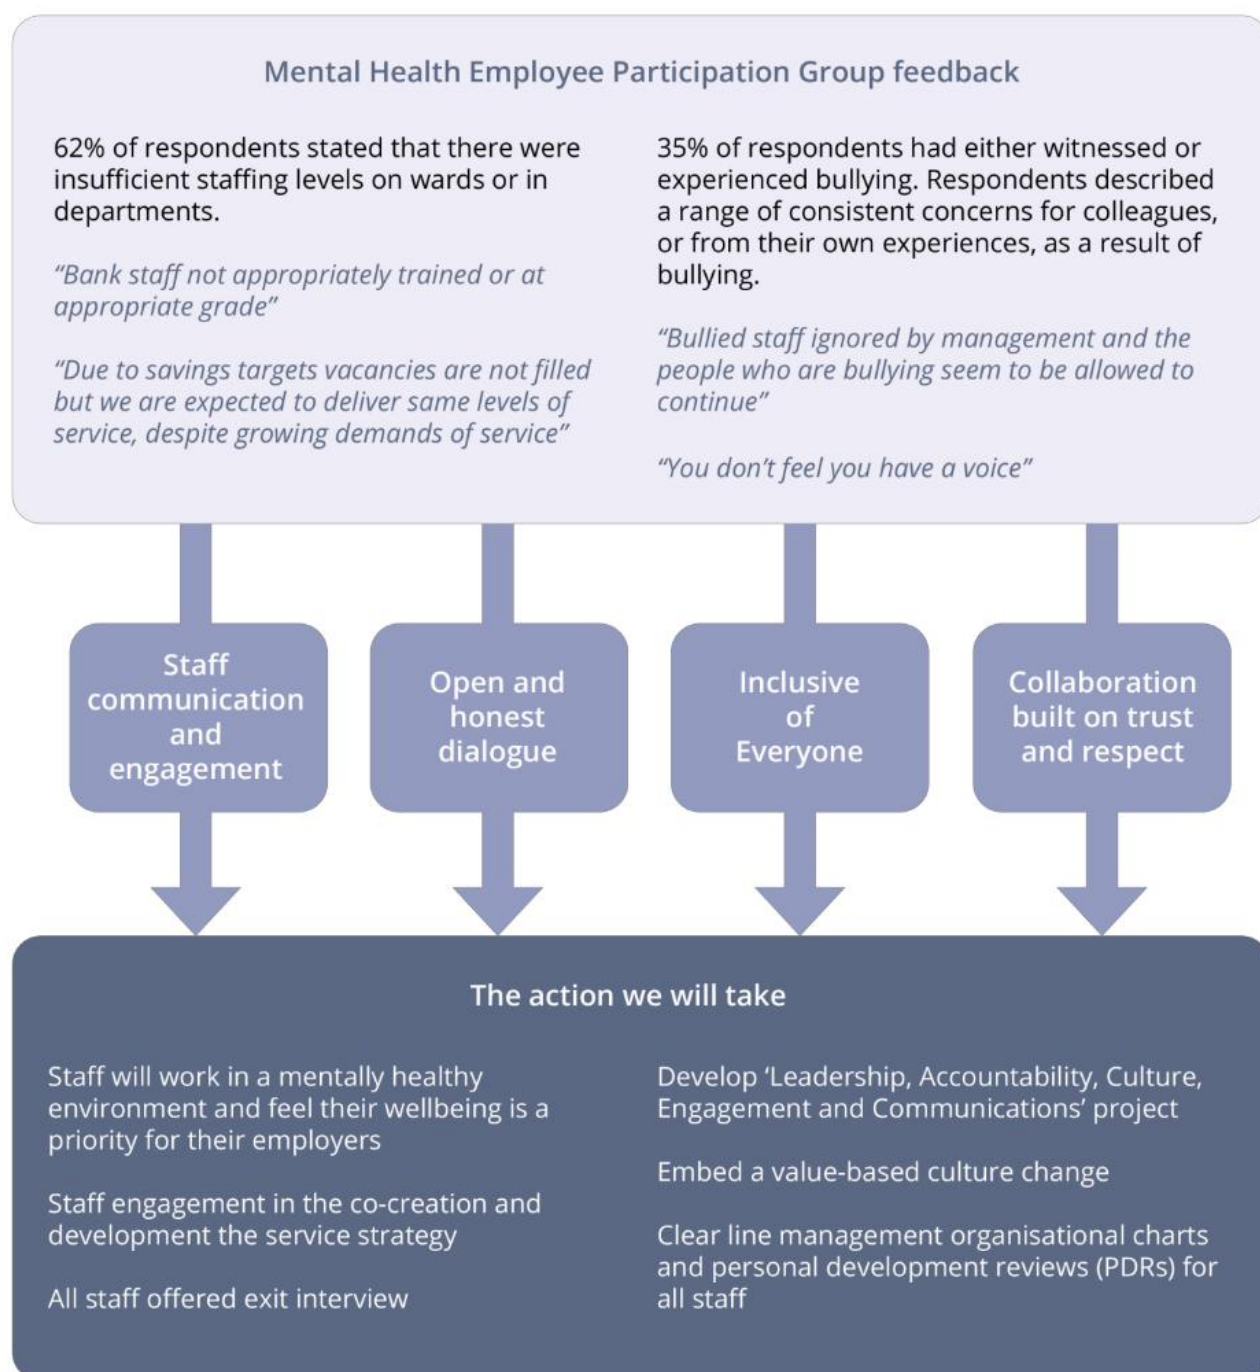 Mental Health Employee Participation Group feedback
62% of respondents stated that there were
insufficient staffing levels on wards or in
departments.
“Bank staff not appropriately trained or at
appropriate grade”
“Due to savings targets vacancies are not filled
but we are expected to deliver same levels of
service, despite growing demands of service”
35% of respondents had either witnessed or
experienced bullying. Respondents described
a range of consistent concerns for colleagues,
or from their own experiences, as a result of
bullying.
“Bullied staff ignored by management and the
people who are bullying seem to be allowed to
continue”
“You don’t feel you have a voice”
Staff
communication
and
engagement
Open and
honest
dialogue
Inclusive
of
Everyone
Collaboration
built on trust
and respect
The action we will take
Staff will work in a mentally healthy
environment and feel their wellbeing is a
priority for their employers
Staff engagement in the co-creation and
development the service strategy
All staff offered exit interview
Develop ‘Leadership, Accountability, Culture,
Engagement and Communications’ project
Embed a value-based culture change
Clear line management organisational charts
and personal development reviews (PDRs) for
all staff